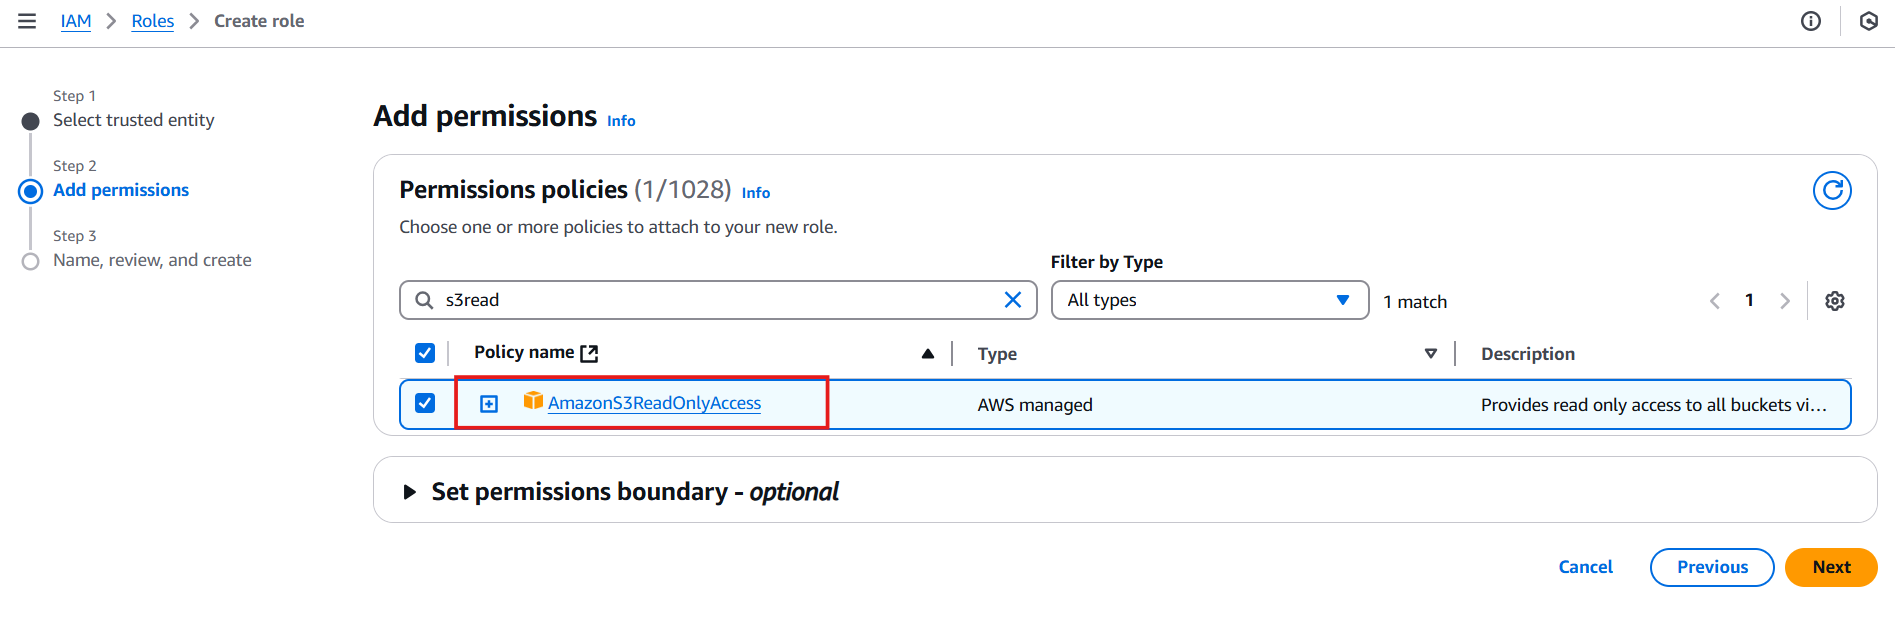 IAM > Roles > Create role
Step 1
Select trusted entity
Step 2
Add permissions
Step 3
Name, review, and create
Add permissions Info
Permissions policies (1/1028) Info
Choose one or more policies to attach to your new role.
Filter by Type
s3read
All types
1 match
1
Policy name
Type
Description
AmazonS3ReadOnlyAccess
AWS managed
Provides read only access to all buckets vi...
Set permissions boundary - optional
Cancel
Previous
Next